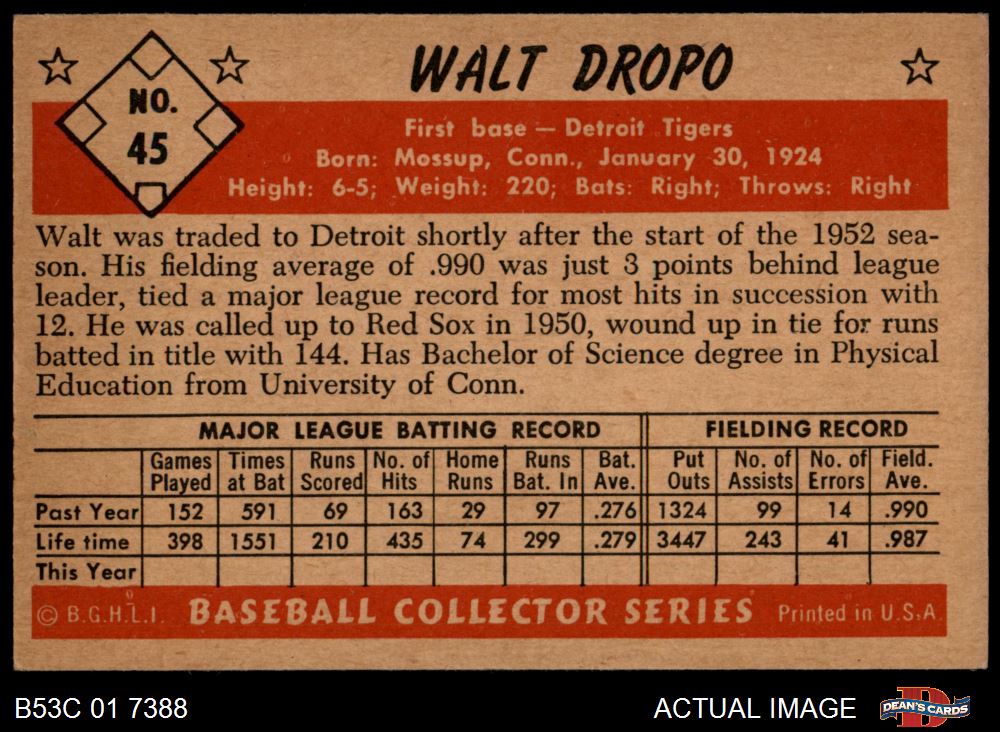 WALT DROPO
NO.
45
First base — Detroit Tigers
Born: Mossup, Conn., January 30, 1924
Height: 6-5; Weight: 220; Bats: Right; Throws: Right
Walt was traded to Detroit shortly after the start of the 1952 sea-
son. His fielding average of .990 was just 3 points behind league
leader, tied a major league record for most hits in succession with
12. He was called up to Red Sox in 1950, wound up in tie for runs
batted in title with 144. Has Bachelor of Science degree in Physical
Education from University of Conn.
MAJOR LEAGUE BATTING RECORD FIELDING RECORD
Games Times Runs No. of Home Runs Bat. Put No. of No. of Field.
Played at Bat Scored Hits Runs Bat. In Ave. Outs Assists Errors Ave.
Past Year 152 591 69 163 29 97 .276 1324 99 14 .990
Life time 398 1551 210 435 74 299 .279 3447 243 41 .987
This Year
© B.G.H.L.I. BASEBALL COLLECTOR SERIES Printed in U.S.A.
B53C 01 7388 ACTUAL IMAGE D DEAN'S CARDS